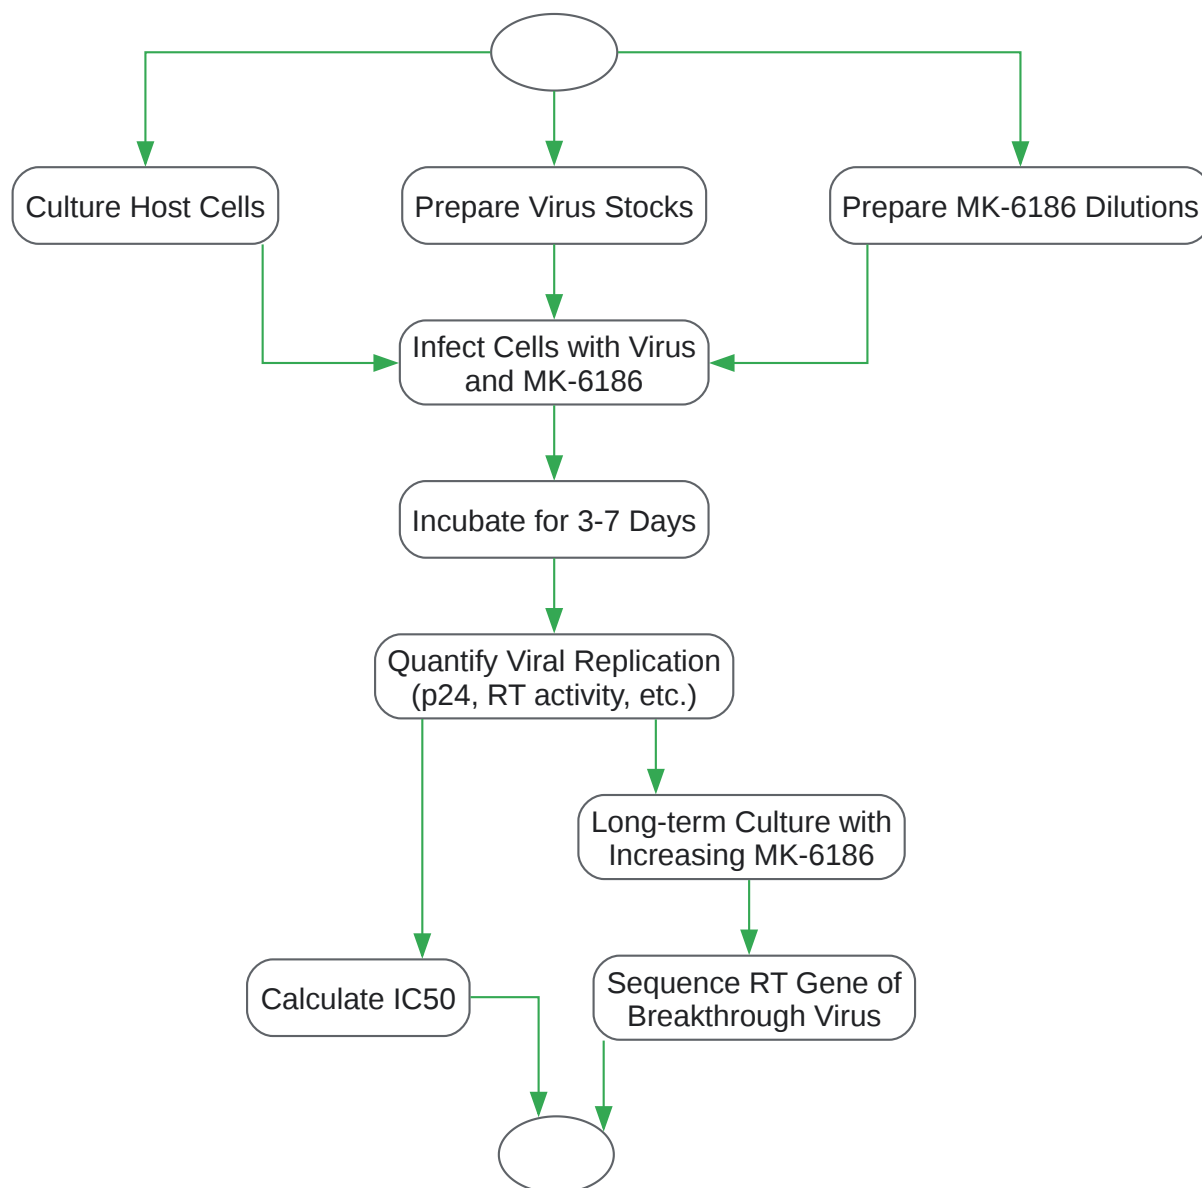 Culture Host Cells
Prepare Virus Stocks
Prepare MK-6186 Dilutions
Infect Cells with Virus
and MK-6186
Incubate for 3-7 Days
Quantify Viral Replication
(p24, RT activity, etc.)
Long-term Culture with
Increasing MK-6186
Calculate IC50
Sequence RT Gene of
Breakthrough Virus